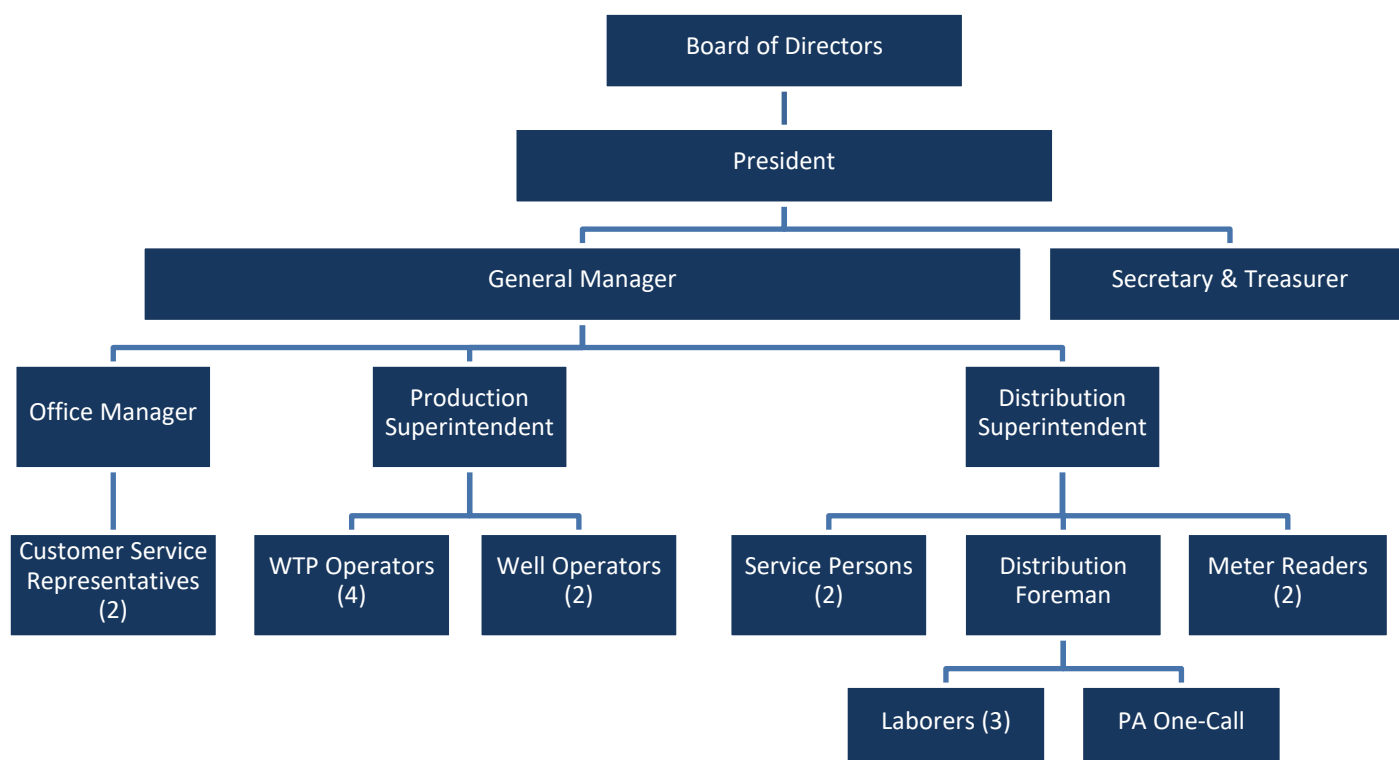 Board of Directors
President
General Manager
Secretary & Treasurer
Office Manager
Production
Superintendent
Distribution
Superintendent
Customer Service
Representatives
(2)
WTP Operators
(4)
Well Operators
(2)
Service Persons
(2)
Distribution
Foreman
Meter Readers
(2)
Laborers (3)
PA One-Call